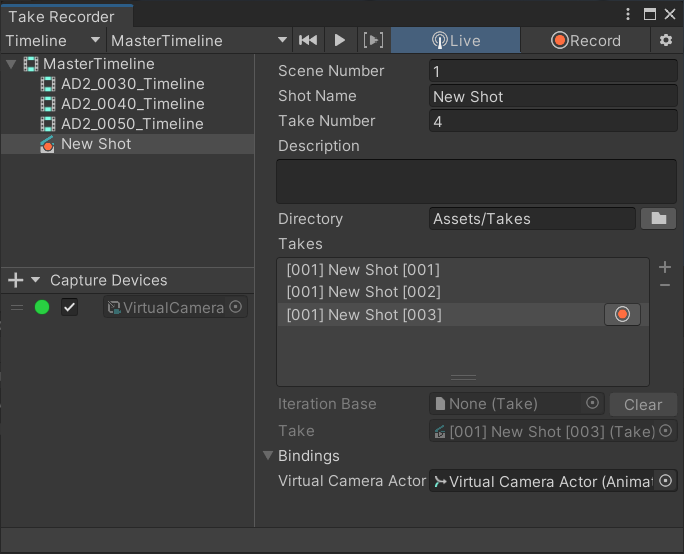 Take Recorder
Timeline MasterTimeline Live Record
MasterTimeline
AD2_0030_Timeline
AD2_0040_Timeline
AD2_0050_Timeline
New Shot
Capture Devices
VirtualCamera
Scene Number 1
Shot Name New Shot
Take Number 4
Description
Directory Assets/Takes
Takes
[001] New Shot [001]
[001] New Shot [002]
[001] New Shot [003]
Iteration Base None (Take) Clear
Take [001] New Shot [003] (Take)
Bindings
Virtual Camera Actor Virtual Camera Actor (Animat